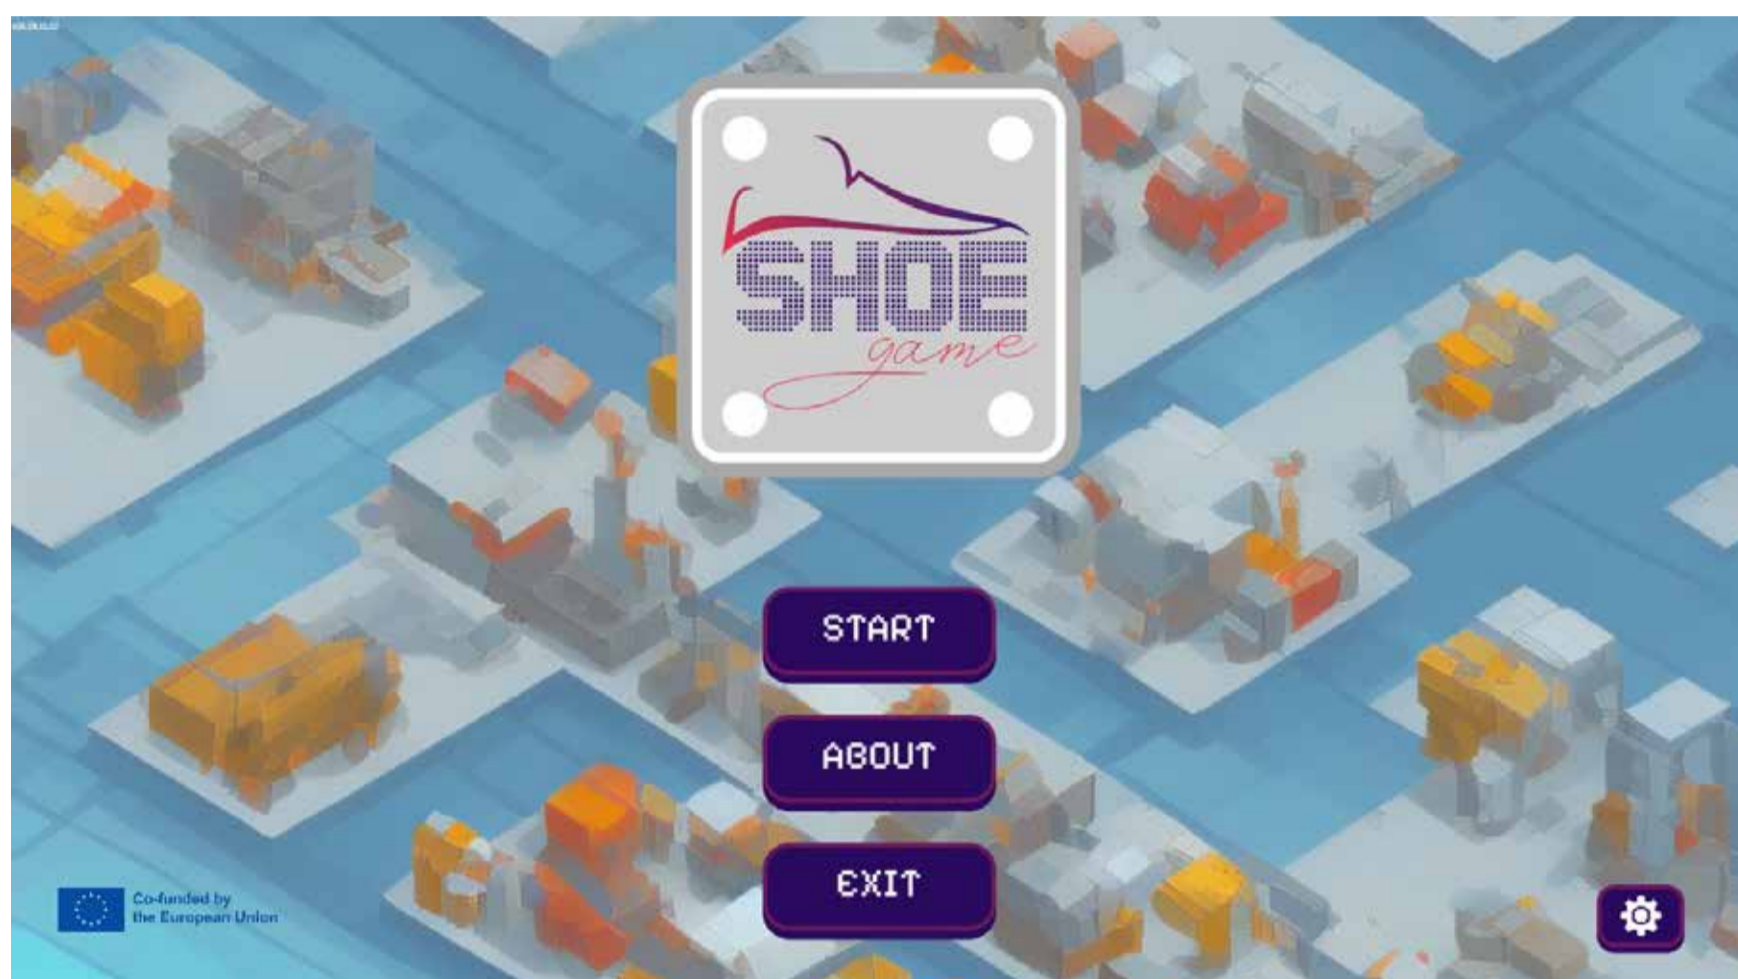 SHOE
game
START
ABOUT
EXIT
Co-funded by
the European Union